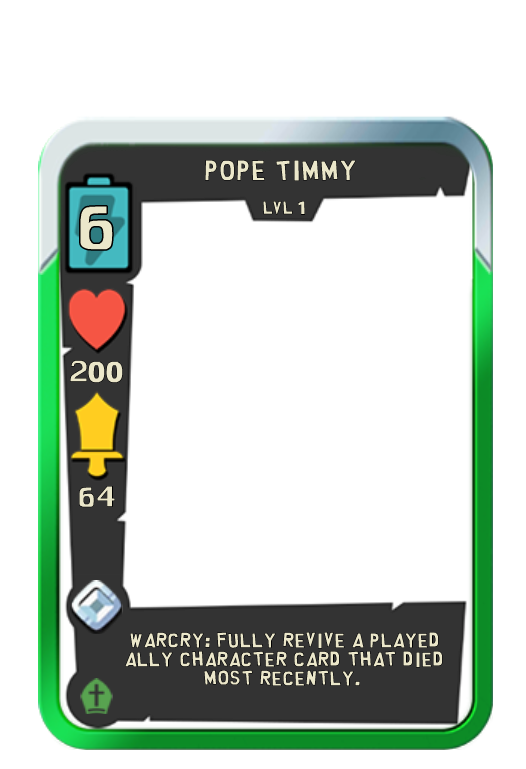 POPE TIMMY
LVL 1
6
200
64
WARCRY: FULLY REVIVE A PLAYED
ALLY CHARACTER CARD THAT DIED
MOST RECENTLY.